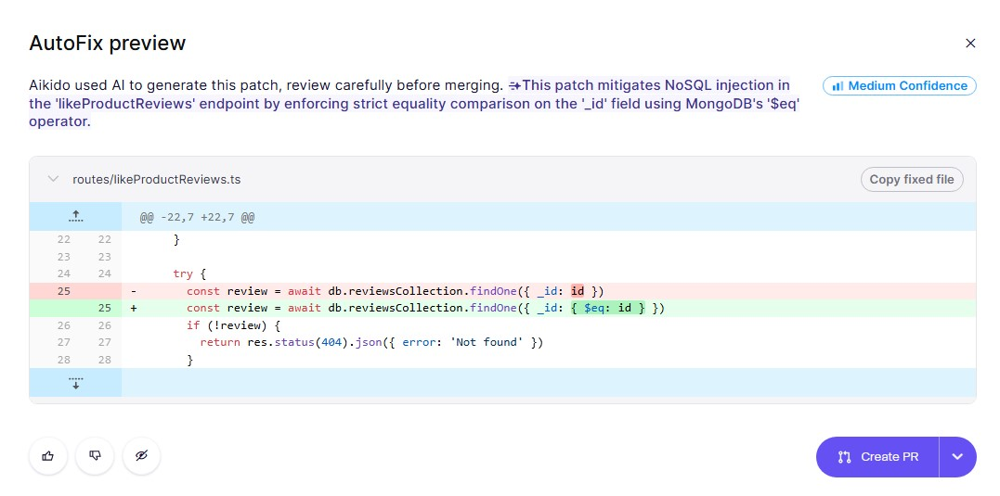 AutoFix preview
Aikido used AI to generate this patch, review carefully before merging. This patch mitigates NoSQL injection in
the 'likeProductReviews' endpoint by enforcing strict equality comparison on the '_id' field using MongoDB's '$eq'
operator.
Medium Confidence
routes/likeProductReviews.ts
Copy fixed file
@@ -22,7 +22,7 @@
22 22 }
23 23
24 24 try {
25 - const review = await db.reviewsCollection.findOne({ _id: id })
25 + const review = await db.reviewsCollection.findOne({ _id: { $eq: id } })
26 26 if (!review) {
27 27 return res.status(404).json({ error: 'Not found' })
28 28 }
Create PR